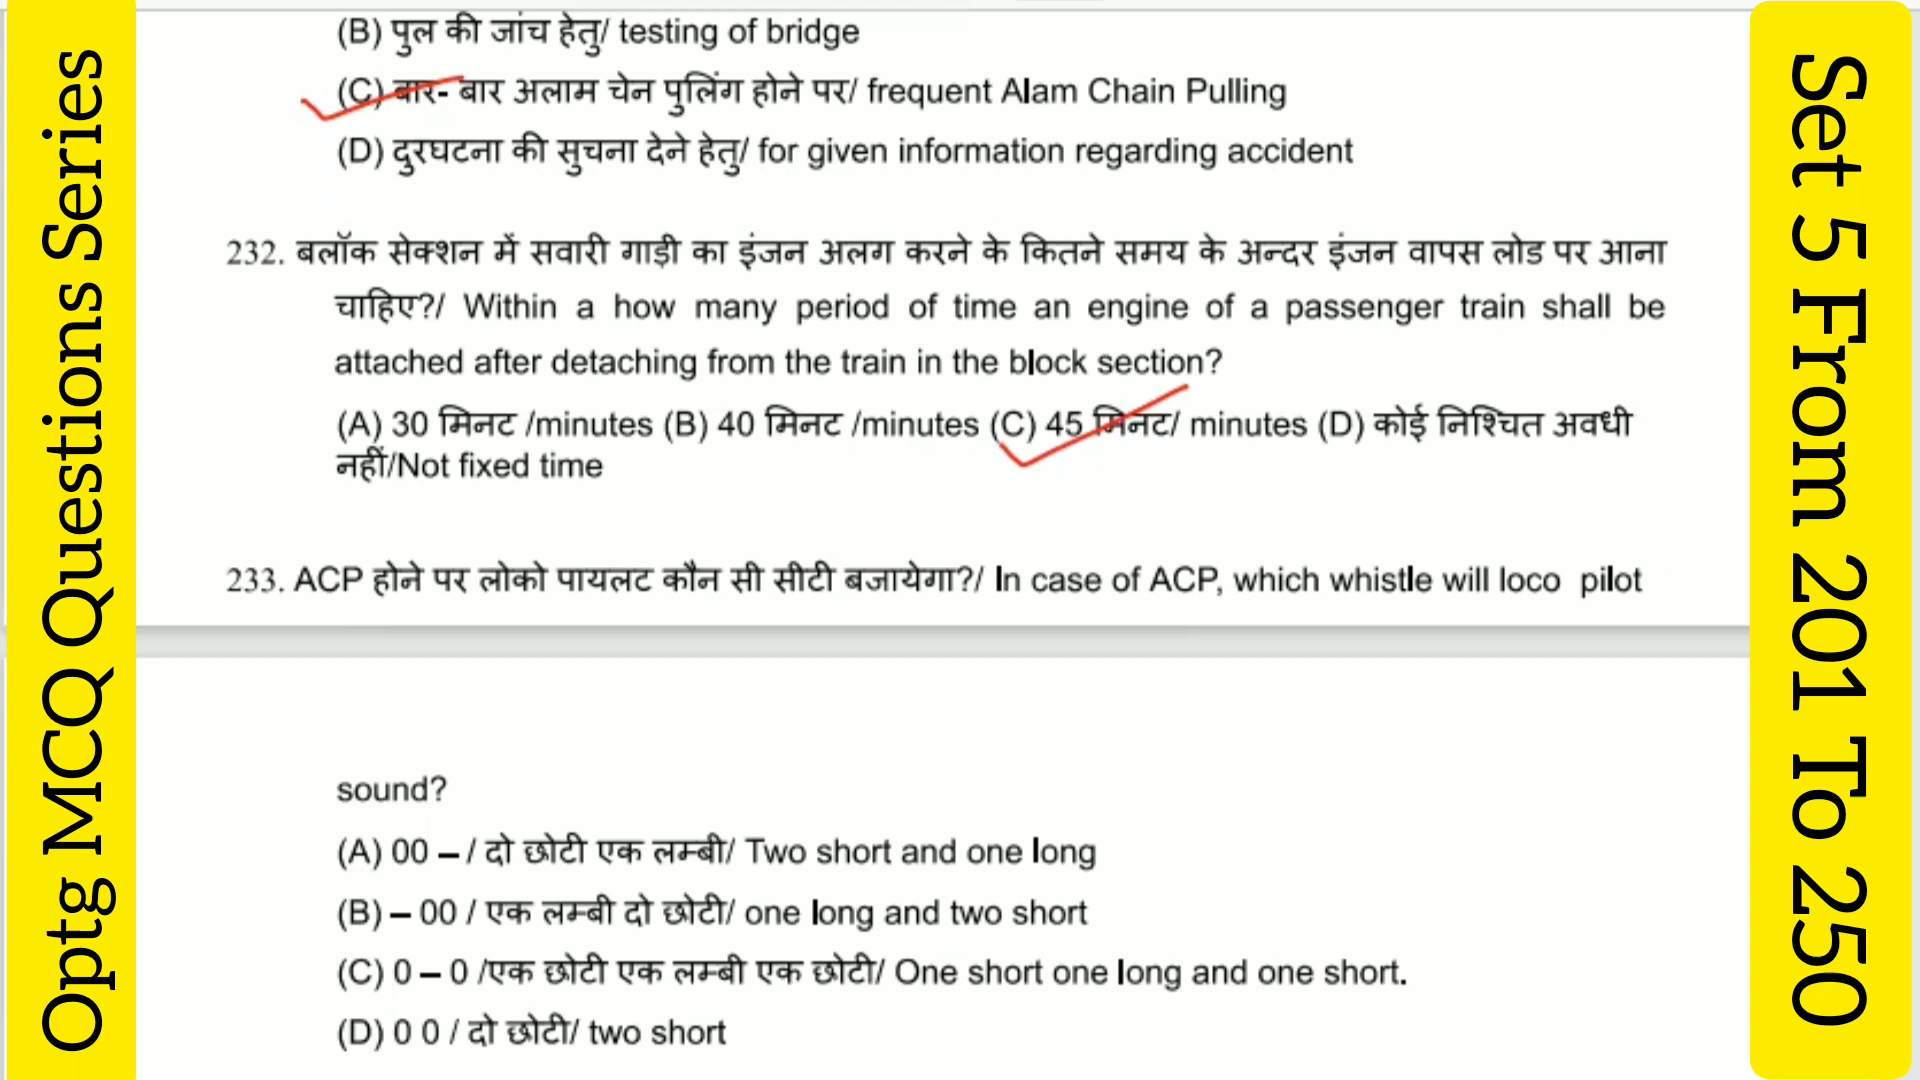 Optg MCQ Questions Series
(B) पुल की जांच हेतु/ testing of bridge
(C) बार- बार अलाम चेन पुलिंग होने पर/ frequent Alam Chain Pulling
(D) दुरघटना की सुचना देने हेतु/ for given information regarding accident
232. बलॉक सेक्शन में सवारी गाड़ी का इंजन अलग करने के कितने समय के अन्दर इंजन वापस लोड पर आना
चाहिए?/ Within a how many period of time an engine of a passenger train shall be
attached after detaching from the train in the block section?
(A) 30 मिनट /minutes (B) 40 मिनट /minutes (C) 45 मिनट/ minutes (D) कोई निश्चित अवधी
नहीं/Not fixed time
233. ACP होने पर लोको पायलट कौन सी सीटी बजायेगा?/ In case of ACP, which whistle will loco pilot
sound?
(A) 00 – / दो छोटी एक लम्बी/ Two short and one long
(B) – 00 / एक लम्बी दो छोटी/ one long and two short
(C) 0 – 0 /एक छोटी एक लम्बी एक छोटी/ One short one long and one short.
(D) 0 0 / दो छोटी/ two short
Set 5 From 201 To 250